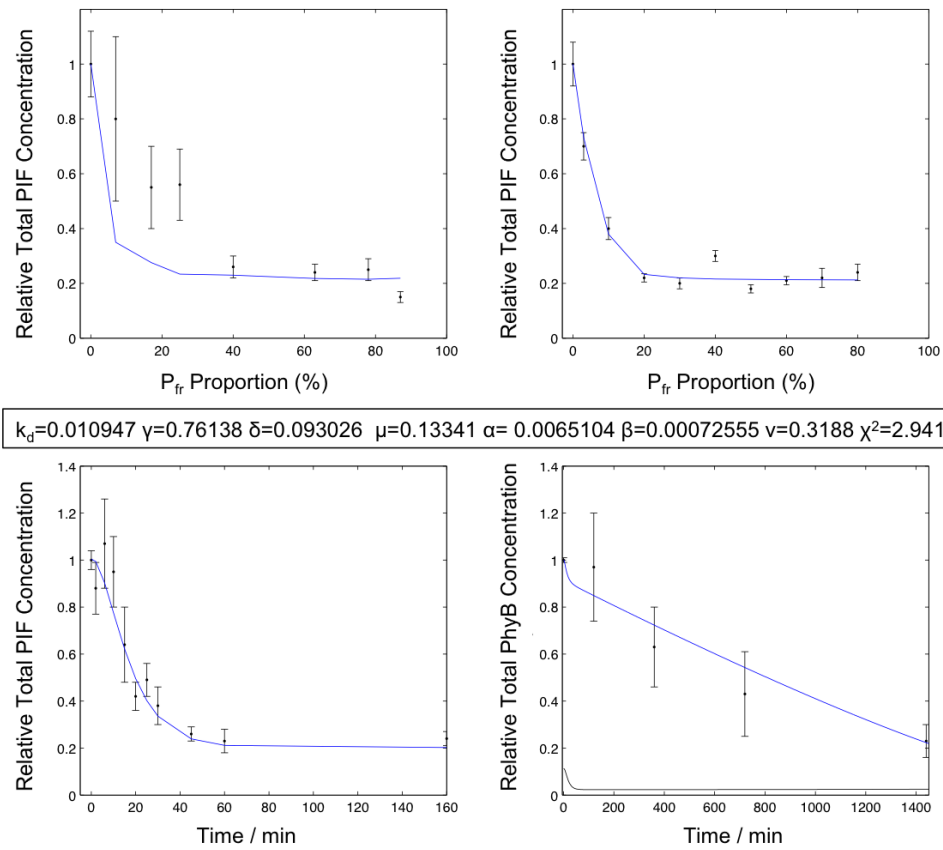 Relative Total PIF Concentration
1
0.8
0.6
0.4
0.2
0
0 20 40 60 80 100
Pfr Proportion (%)
Relative Total PIF Concentration
1
0.8
0.6
0.4
0.2
0
0 20 40 60 80 100
Pfr Proportion (%)
kd=0.010947 γ=0.76138 δ=0.093026 μ=0.13341 α= 0.0065104 β=0.00072555 ν=0.3188 χ²=2.941
Relative Total PIF Concentration
1.4
1.2
1
0.8
0.6
0.4
0.2
0
0 20 40 60 80 100 120 140 160
Time / min
Relative Total PhyB Concentration
1.4
1.2
1
0.8
0.6
0.4
0.2
0
0 200 400 600 800 1000 1200 1400
Time / min